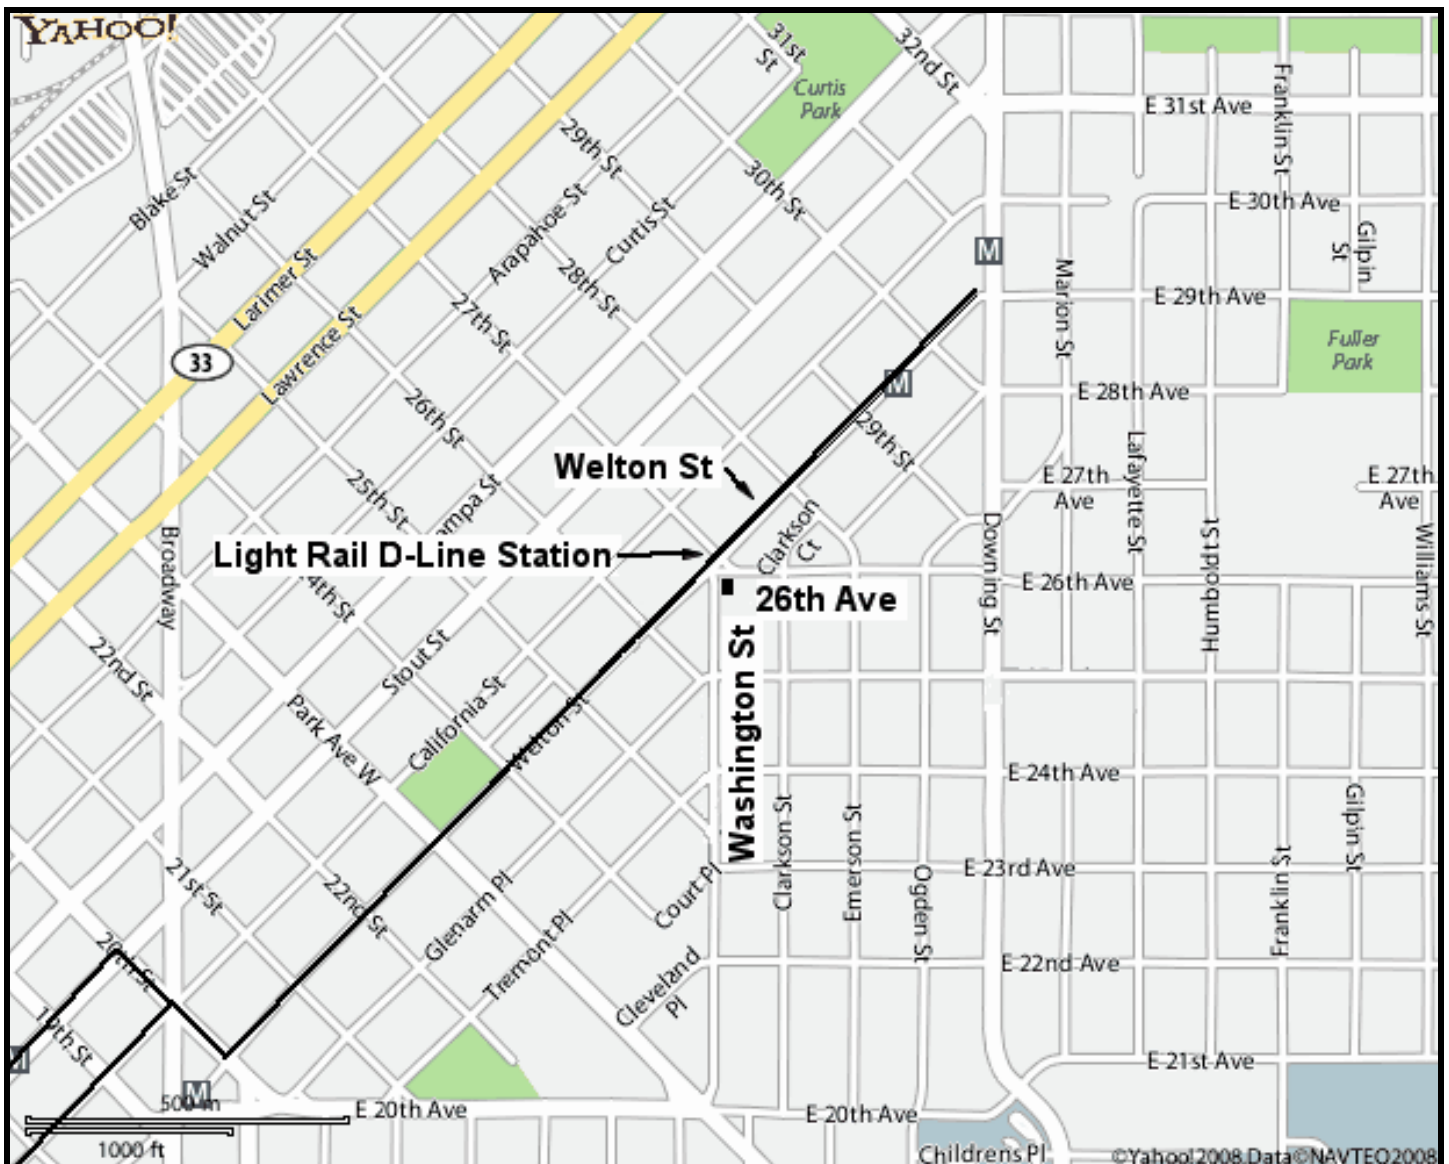 YAHOO!
31st
St
32nd St
Curtis
Park
E 31st Ave
Franklin St
29th St
30th St
Blake St
Walnut St
Arapahoe St
Curtis St
E 30th Ave
Gilpin
St
Larimer St
28th St
M
Marion St
E 29th Ave
27th St
Lawrence St
33
Fuller
Park
M
E 28th Ave
26th St
29th St
Welton St
Lafayette St
E 27th
Ave
E 27th
Ave
25th St
ampa St
Clarkson
Ct
Light Rail D-Line Station
Broadway
Downing St
Humboldt St
Williams St
4th St
26th Ave
E 26th Ave
22nd St
Stout St
Washington St
Park Ave W
California St
Welton St
E 24th Ave
Clarkson St
Emerson St
Gilpin St
21st St
22nd St
Glenarm Pl
Court Pl
E 23rd Ave
Ogden St
Franklin St
20th St
Tremont Pl
Cleveland
Pl
E 22nd Ave
19th St
M
M
E 21st Ave
500 m
E 20th Ave
E 20th Ave
1000 ft
Childrens Pl
©Yahoo! 2008 Data©NAVTEQ2008